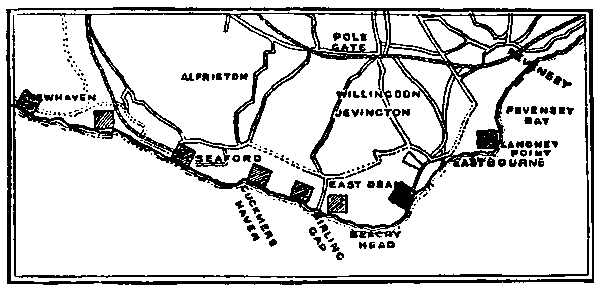 POLE
GATE
PEVENSEY
ALFRISTON
WILLINGDON
JEVINGTON
PEVENSEY
BAY
LANGNEY
POINT
EASTBOURNE
SEAFORD
EAST DEAN
CUCKMERE
HAVEN
BIRLING
GAP
BEACHY
HEAD